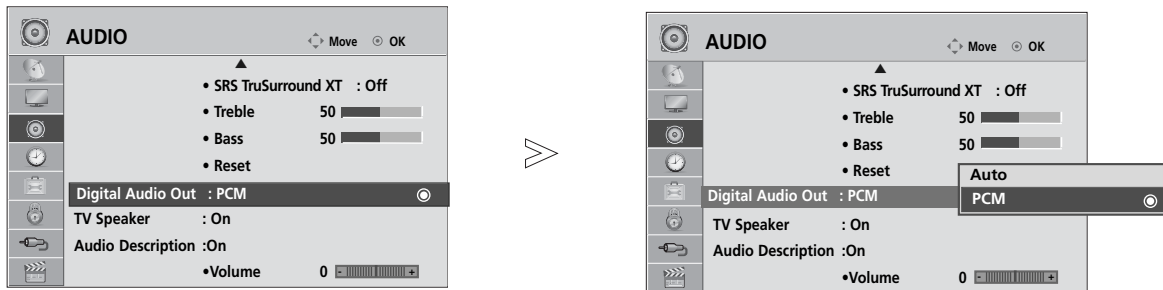 AUDIO
Move OK
• SRS TruSurround XT : Off
• Treble 50
• Bass 50
• Reset
Digital Audio Out : PCM
TV Speaker : On
Audio Description :On
•Volume 0 - +
AUDIO
Move OK
• SRS TruSurround XT : Off
• Treble 50
• Bass 50
• Reset
Auto
Digital Audio Out : PCM
PCM
TV Speaker : On
Audio Description :On
•Volume 0 - +